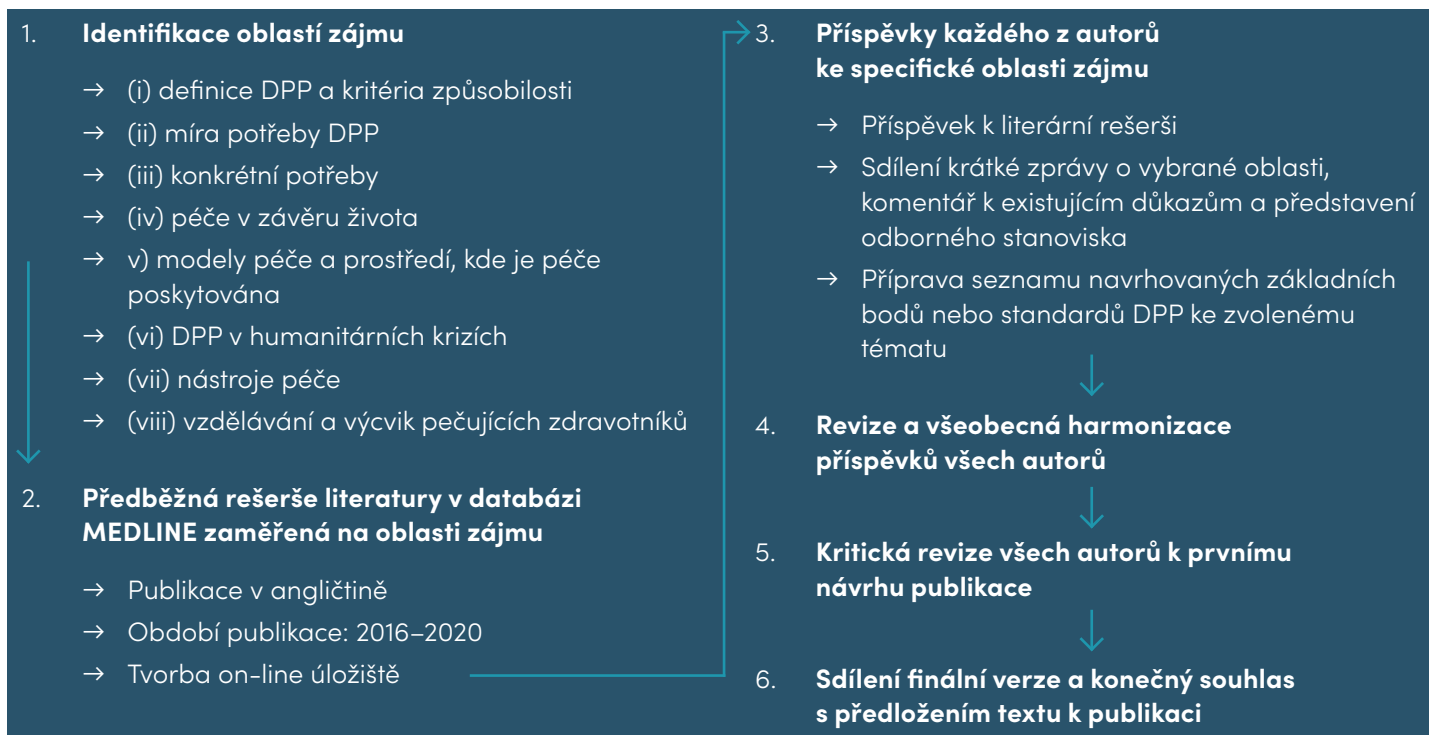 1. Identifikace oblastí zájmu
→ (i) definice DPP a kritéria způsobilosti
→ (ii) míra potřeby DPP
→ (iii) konkrétní potřeby
→ (iv) péče v závěru života
→ v) modely péče a prostředí, kde je péče
poskytována
→ (vi) DPP v humanitárních krizích
→ (vii) nástroje péče
→ (viii) vzdělávání a výcvik pečujících zdravotníků
2. Předběžná rešerše literatury v databázi
MEDLINE zaměřená na oblasti zájmu
→ Publikace v angličtině
→ Období publikace: 2016–2020
→ Tvorba on-line úložiště
3. Příspěvky každého z autorů
ke specifické oblasti zájmu
→ Příspěvek k literární rešerši
→ Sdílení krátké zprávy o vybrané oblasti,
komentář k existujícím důkazům a představení
odborného stanoviska
→ Příprava seznamu navrhovaných základních
bodů nebo standardů DPP ke zvolenému
tématu
4. Revize a všeobecná harmonizace
příspěvků všech autorů
5. Kritická revize všech autorů k prvnímu
návrhu publikace
6. Sdílení finální verze a konečný souhlas
s předložením textu k publikaci